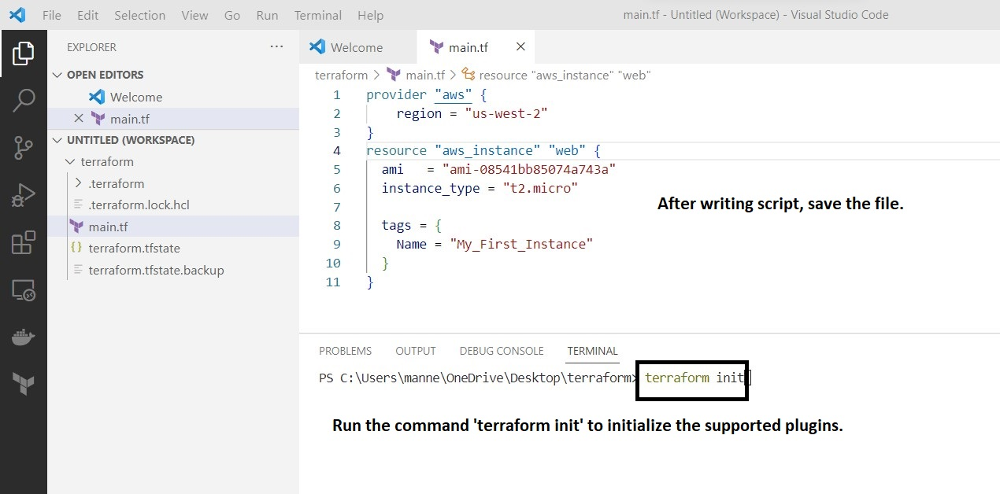 File Edit Selection View Go Run Terminal Help main.tf - Untitled (Workspace) - Visual Studio Code
EXPLORER ···
OPEN EDITORS
Welcome
main.tf
UNTITLED (WORKSPACE)
terraform
.terraform
.terraform.lock.hcl
main.tf
terraform.tfstate
terraform.tfstate.backup
Welcome main.tf
terraform > main.tf > resource "aws_instance" "web"
1 provider "aws" {
2 region = "us-west-2"
3 }
4 resource "aws_instance" "web" {
5 ami = "ami-08541bb85074a743a"
6 instance_type = "t2.micro"
7
8 tags = {
9 Name = "My_First_Instance"
10 }
11 }
After writing script, save the file.
PROBLEMS OUTPUT DEBUG CONSOLE TERMINAL
PS C:\Users\manne\OneDrive\Desktop\terraform> terraform init
Run the command 'terraform init' to initialize the supported plugins.